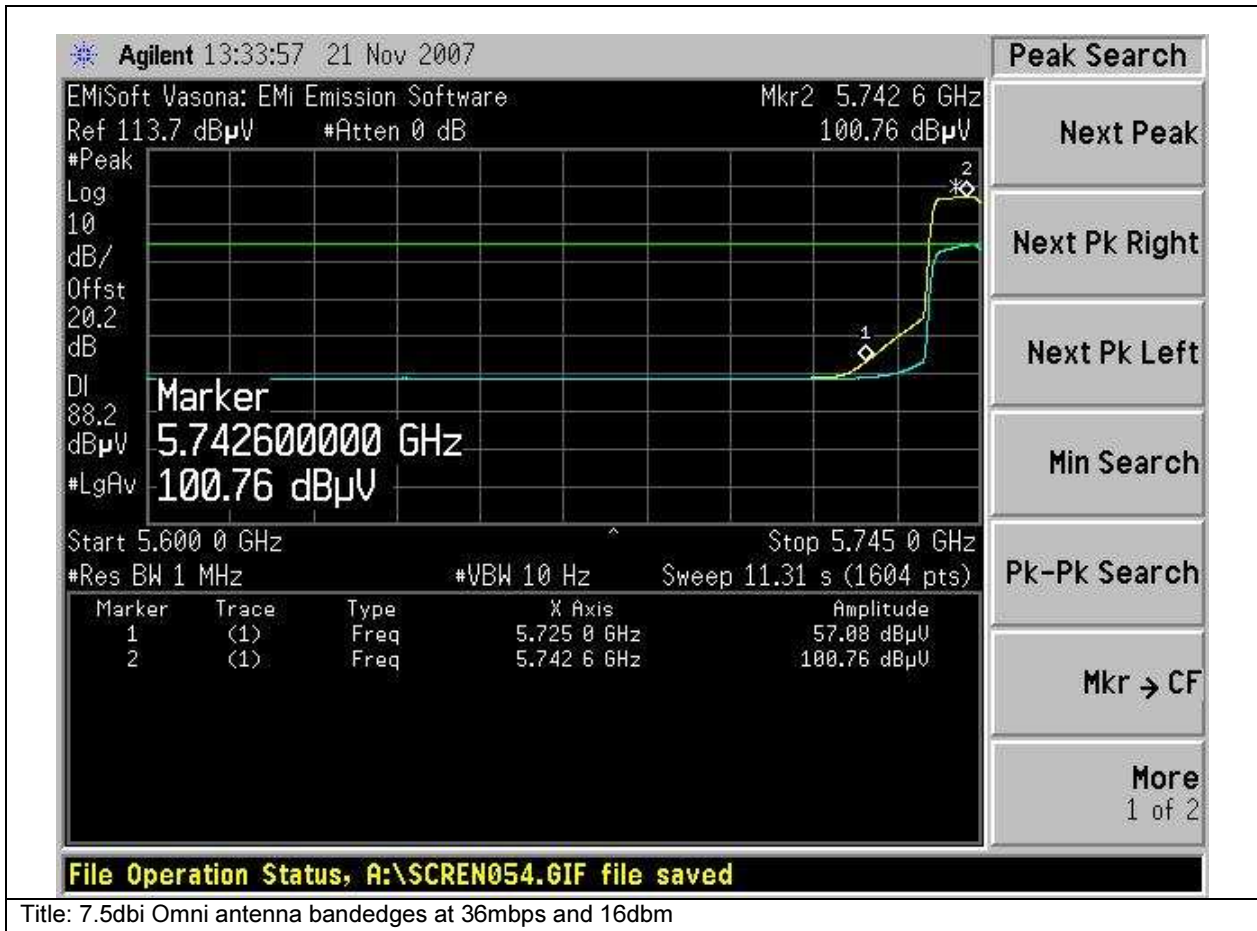 Agilent 13:33:57 21 Nov 2007
Peak Search
EMiSoft Vasona: EMi Emission Software
Mkr2 5.742 6 GHz
Ref 113.7 dBµV #Atten 0 dB 100.76 dBµV
#Peak
Log
10
dB/
Offst
20.2
dB
DI
88.2
dBµV
#LgAv
2
1
Marker
5.742600000 GHz
100.76 dBµV
Start 5.600 0 GHz ^ Stop 5.745 0 GHz
#Res BW 1 MHz #VBW 10 Hz Sweep 11.31 s (1604 pts)
Marker Trace Type X Axis Amplitude
1 (1) Freq 5.725 0 GHz 57.08 dBµV
2 (1) Freq 5.742 6 GHz 100.76 dBµV
Next Peak
Next Pk Right
Next Pk Left
Min Search
Pk-Pk Search
Mkr → CF
More
1 of 2
File Operation Status, A:\SCREN054.GIF file saved
Title: 7.5dbi Omni antenna bandedges at 36mbps and 16dbm